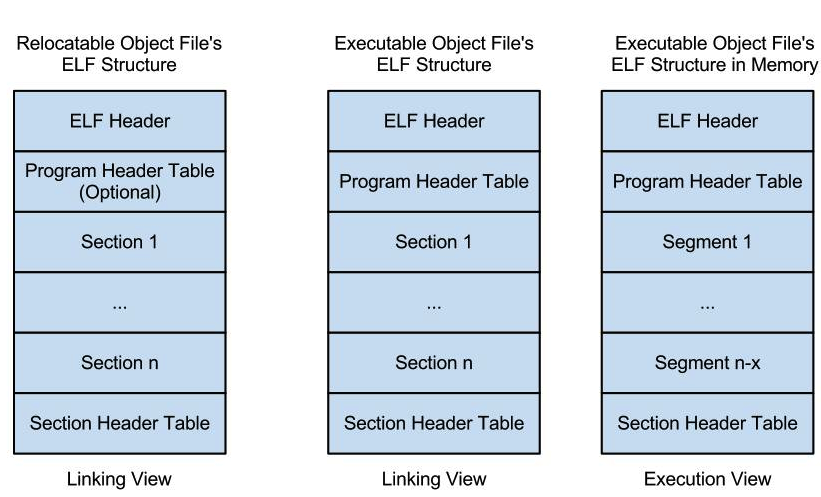 Relocatable Object File's
ELF Structure
ELF Header
Program Header Table
(Optional)
Section 1
...
Section n
Section Header Table
Linking View
Executable Object File's
ELF Structure
ELF Header
Program Header Table
Section 1
...
Section n
Section Header Table
Linking View
Executable Object File's
ELF Structure in Memory
ELF Header
Program Header Table
Segment 1
...
Segment n-x
Section Header Table
Execution View